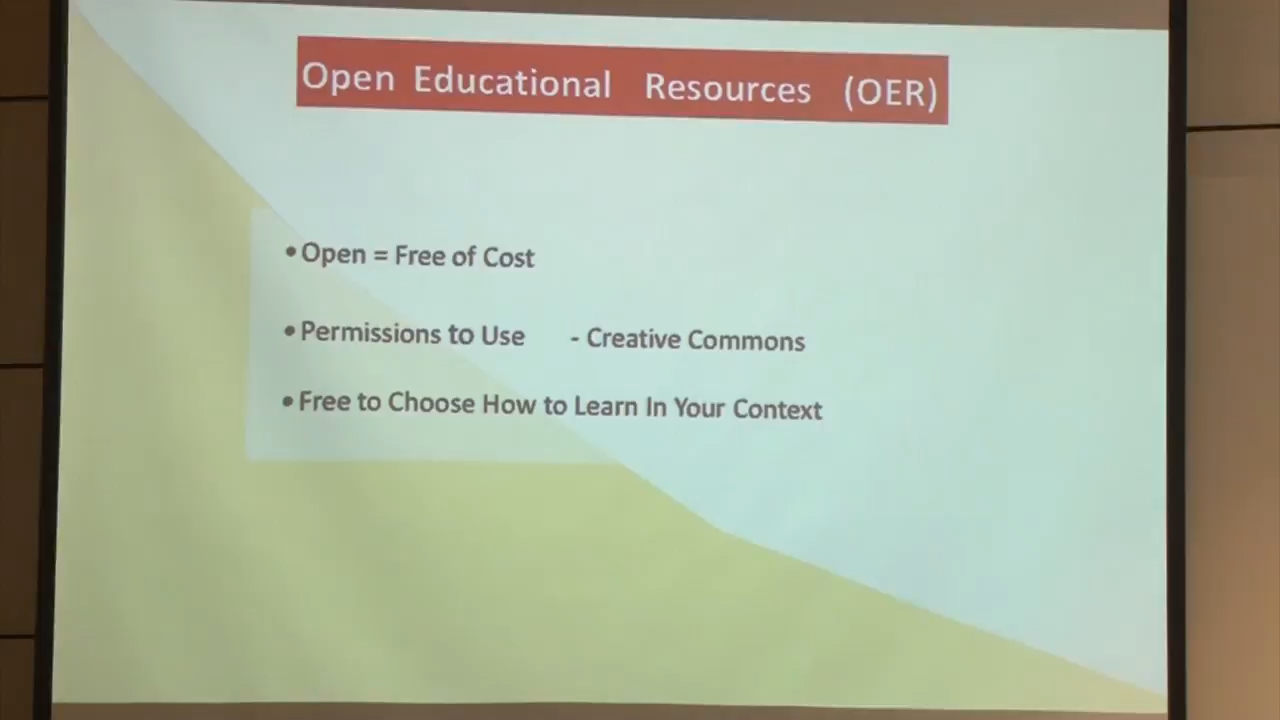 Open Educational Resources (OER)
•Open = Free of Cost
•Permissions to Use - Creative Commons
•Free to Choose How to Learn In Your Context